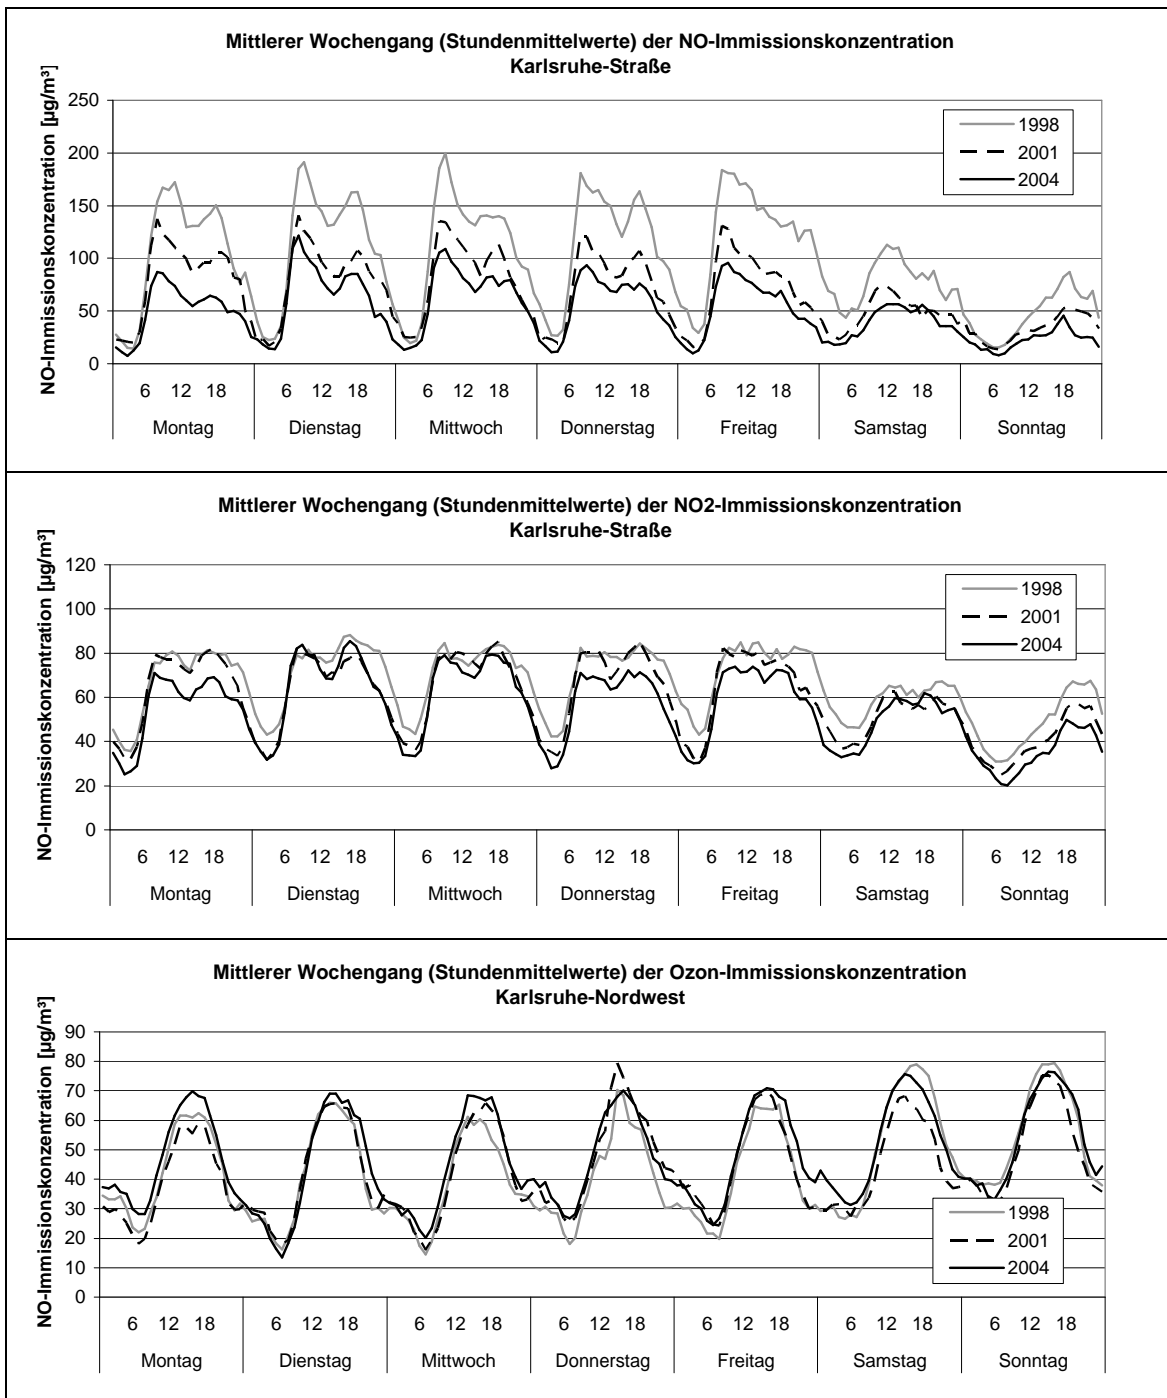 Mittlerer Wochengang (Stundenmittelwerte) der NO-Immissionskonzentration
Karlsruhe-Straße
NO-Immissionskonzentration [µg/m³]
250
200
150
100
50
0
1998
2001
2004
6 12 18 6 12 18 6 12 18 6 12 18 6 12 18 6 12 18 6 12 18
Montag Dienstag Mittwoch Donnerstag Freitag Samstag Sonntag
Mittlerer Wochengang (Stundenmittelwerte) der NO2-Immissionskonzentration
Karlsruhe-Straße
NO-Immissionskonzentration [µg/m³]
120
100
80
60
40
20
0
1998
2001
2004
6 12 18 6 12 18 6 12 18 6 12 18 6 12 18 6 12 18 6 12 18
Montag Dienstag Mittwoch Donnerstag Freitag Samstag Sonntag
Mittlerer Wochengang (Stundenmittelwerte) der Ozon-Immissionskonzentration
Karlsruhe-Nordwest
NO-Immissionskonzentration [µg/m³]
90
80
70
60
50
40
30
20
10
0
1998
2001
2004
6 12 18 6 12 18 6 12 18 6 12 18 6 12 18 6 12 18 6 12 18
Montag Dienstag Mittwoch Donnerstag Freitag Samstag Sonntag